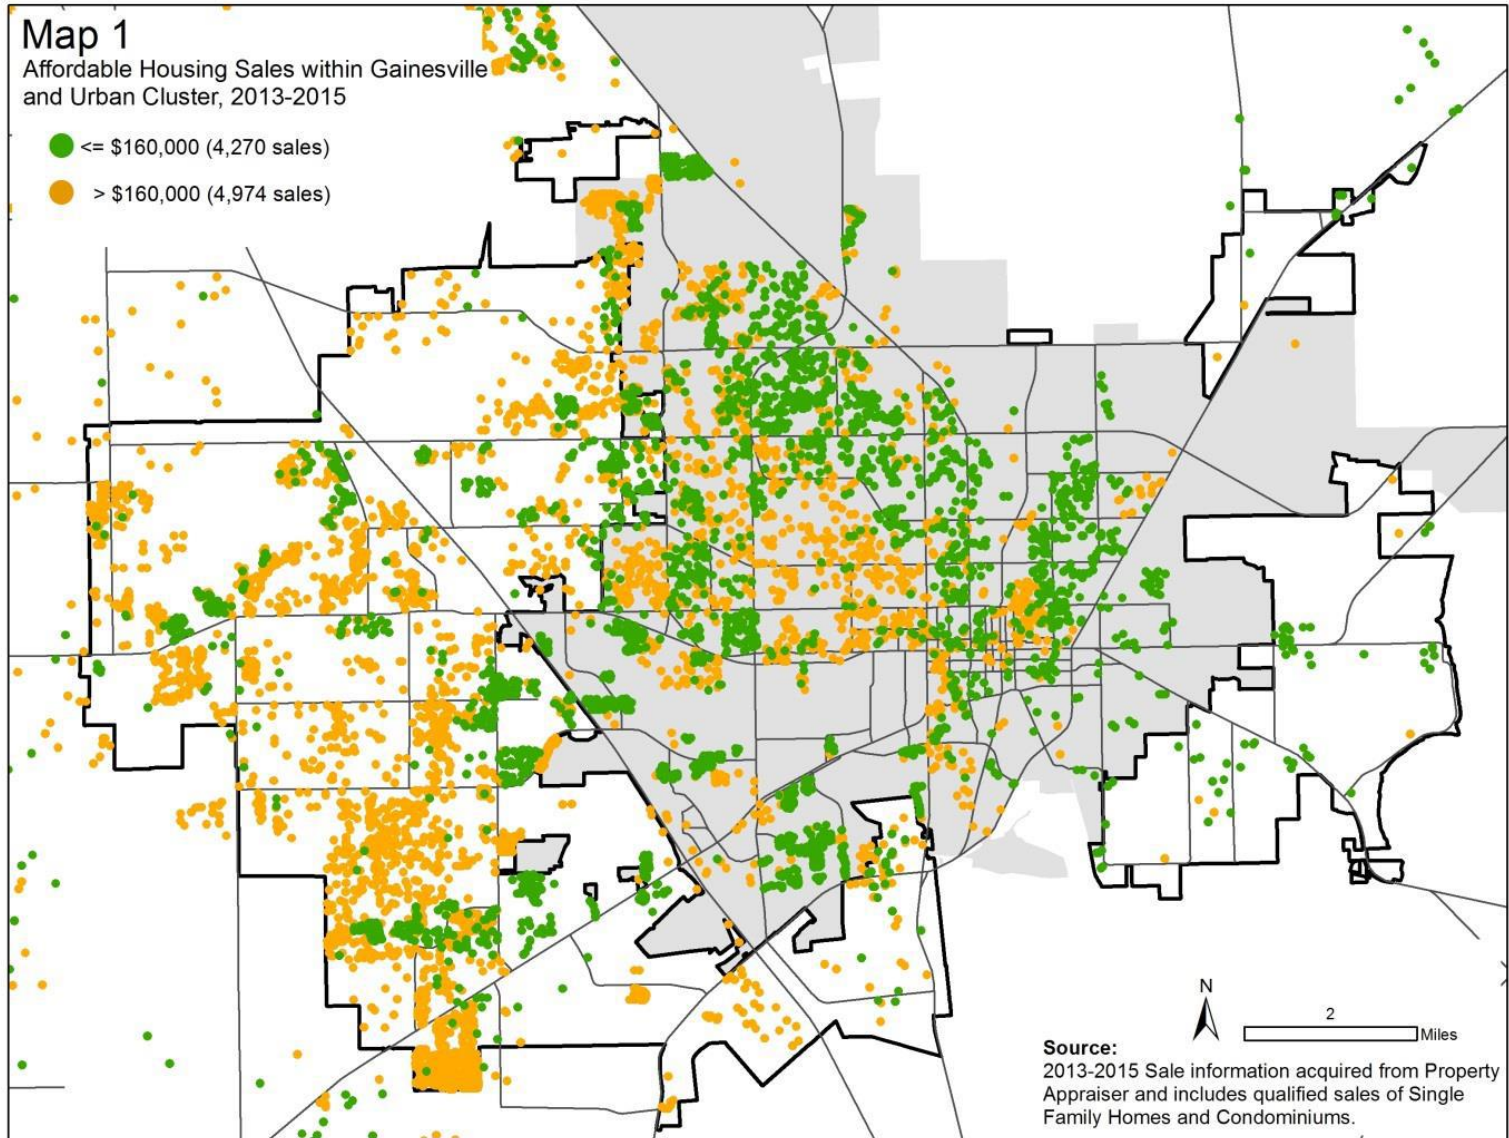 Map 1
Affordable Housing Sales within Gainesville
and Urban Cluster, 2013-2015
<= $160,000 (4,270 sales)
> $160,000 (4,974 sales)
N
2
Miles
Source:
2013-2015 Sale information acquired from Property
Appraiser and includes qualified sales of Single
Family Homes and Condominiums.